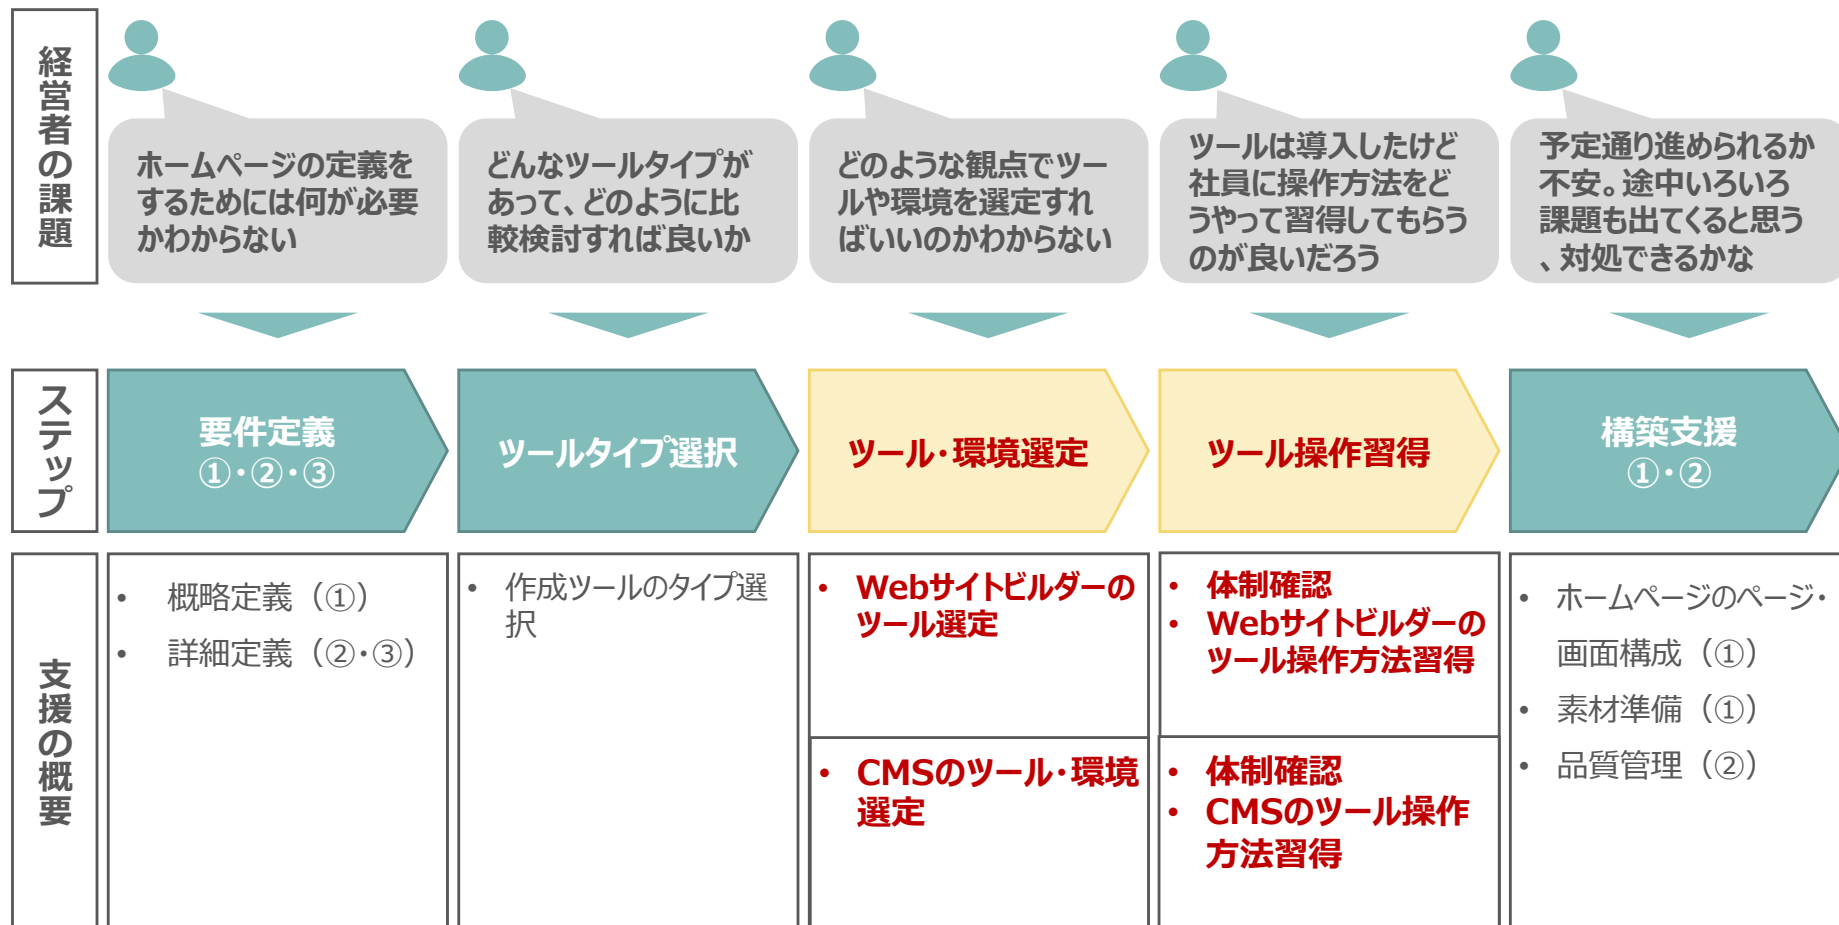 経営者の課題
ホームページの定義を
するためには何が必要
かわからない
どんなツールタイプが
あって、どのように比
較検討すれば良いか
どのような観点でツー
ルや環境を選定すれ
ばいいのかわからない
ツールは導入したけど
社員に操作方法をど
うやって習得してもらう
のが良いだろう
予定通り進められるか
不安。途中いろいろ
課題も出てくると思う
、対処できるかな
ステップ
要件定義
①・②・③
ツールタイプ選択
ツール・環境選定
ツール操作習得
構築支援
①・②
支援の概要
• 概略定義（①）
• 詳細定義（②・③）
• 作成ツールのタイプ選
択
• Webサイトビルダーの
ツール選定
• CMSのツール・環境
選定
• 体制確認
• Webサイトビルダーの
ツール操作方法習得
• 体制確認
• CMSのツール操作
方法習得
• ホームページのページ・
画面構成（①）
• 素材準備（①）
• 品質管理（②）